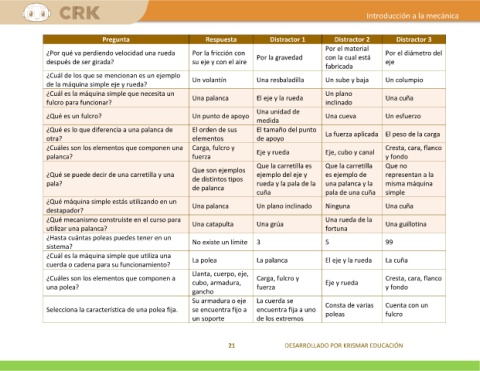 CRK
Introducción a la mecánica
Pregunta Respuesta Distractor 1 Distractor 2 Distractor 3
¿Por qué va perdiendo velocidad una rueda
después de ser girada?
Por la fricción con
su eje y con el aire
Por la gravedad
Por el material
con la cual está
fabricada
Por el diámetro del
eje
¿Cuál de los que se mencionan es un ejemplo
de la máquina simple eje y rueda?
Un volantín
Una resbaladilla
Un sube y baja
Un columpio
¿Cuál es la máquina simple que necesita un
fulcro para funcionar?
Una palanca
El eje y la rueda
Un plano
inclinado
Una cuña
¿Qué es un fulcro?
Un punto de apoyo
Una unidad de
medida
Una cueva
Un esfuerzo
¿Qué es lo que diferencia a una palanca de
otra?
El orden de sus
elementos
El tamaño del punto
de apoyo
La fuerza aplicada
El peso de la carga
¿Cuáles son los elementos que componen una
palanca?
Carga, fulcro y
fuerza
Eje y rueda
Eje, cubo y canal
Cresta, cara, flanco
y fondo
¿Qué se puede decir de una carretilla y una
pala?
Que son ejemplos
de distintos tipos
de palanca
Que la carretilla es
ejemplo del eje y
rueda y la pala de la
cuña
Que la carretilla
es ejemplo de
una palanca y la
pala de una cuña
Que no
representan a la
misma máquina
simple
¿Qué máquina simple estás utilizando en un
destapador?
Una palanca
Un plano inclinado
Ninguna
Una cuña
¿Qué mecanismo construiste en el curso para
utilizar una palanca?
Una catapulta
Una grúa
Una rueda de la
fortuna
Una guillotina
¿Hasta cuántas poleas puedes tener en un
sistema?
No existe un límite
3
5
99
¿Cuál es la máquina simple que utiliza una
cuerda o cadena para su funcionamiento?
La polea
La palanca
El eje y la rueda
La cuña
¿Cuáles son los elementos que componen a
una polea?
Llanta, cuerpo, eje,
cubo, armadura,
gancho
Carga, fulcro y
fuerza
Eje y rueda
Cresta, cara, flanco
y fondo
Selecciona la característica de una polea fija.
Su armadura o eje
se encuentra fijo a
un soporte
La cuerda se
encuentra fija a uno
de los extremos
Consta de varias
poleas
Cuenta con un
fulcro
21 DESARROLLADO POR KRISMAR EDUCACIÓN